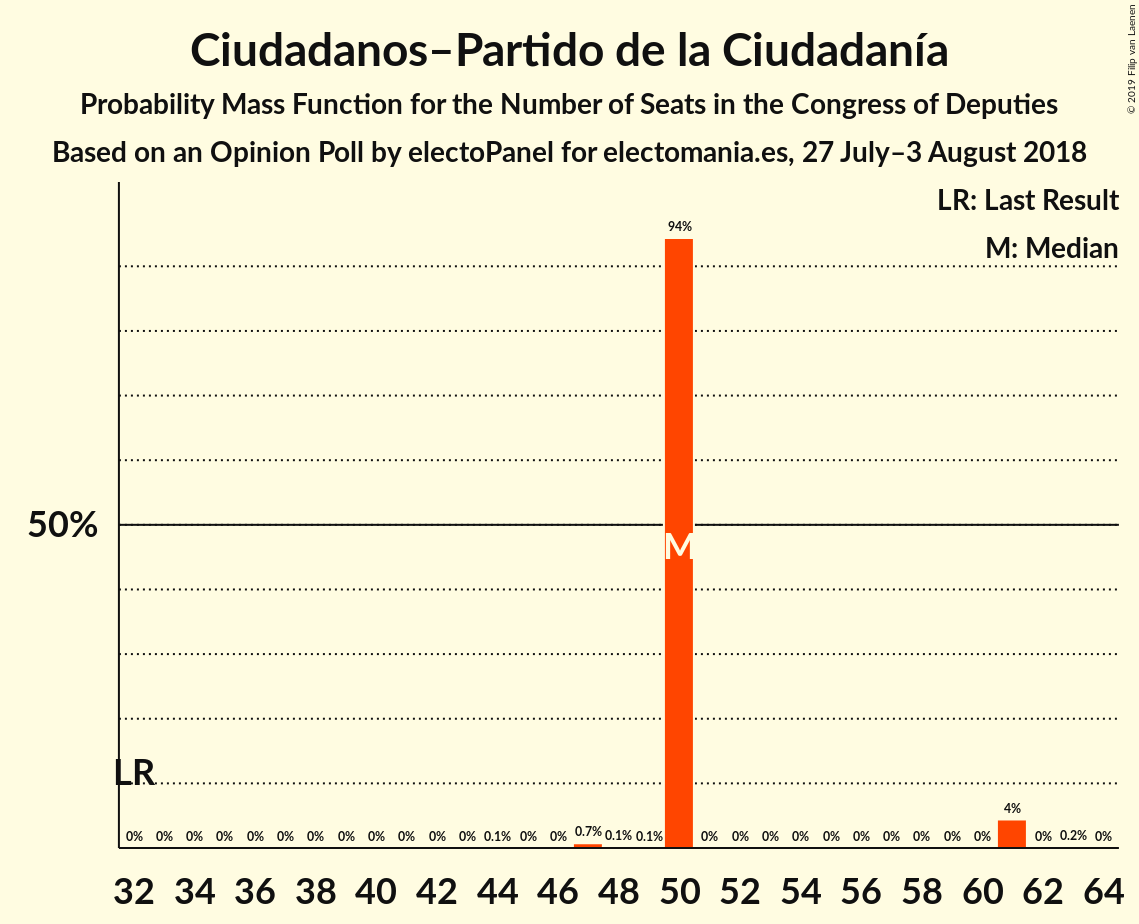 Ciudadanos–Partido de la Ciudadanía
Probability Mass Function for the Number of Seats in the Congress of Deputies
Based on an Opinion Poll by electoPanel for electomania.es, 27 July–3 August 2018
© 2019 Filip van Laenen
LR: Last Result
M: Median
94%
50%
M
LR
4%
0% 0% 0% 0% 0% 0% 0% 0% 0% 0% 0% 0% 0.1% 0% 0% 0.7% 0.1% 0.1% 0% 0% 0% 0% 0% 0% 0% 0% 0% 0% 0% 0.2% 0%
32 34 36 38 40 42 44 46 48 50 52 54 56 58 60 62 64